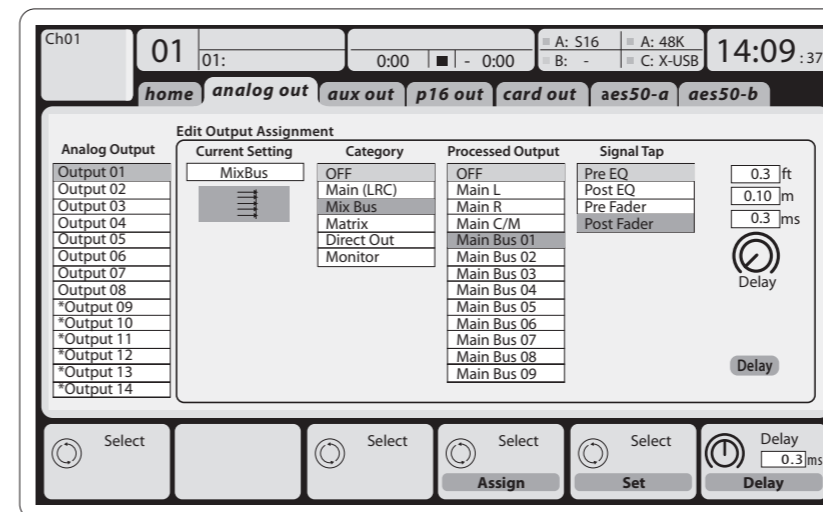 Ch01
01
01:
0:00 - 0:00
A: S16
A: 48K
B: -
C: X-USB
14:09 :37
home analog out aux out p16 out card out aes50-a aes50-b
Edit Output Assignment
Analog Output
Current Setting
Category
Processed Output
Signal Tap
Output 01
Output 02
Output 03
Output 04
Output 05
Output 06
Output 07
Output 08
*Output 09
*Output 10
*Output 11
*Output 12
*Output 13
*Output 14
MixBus
OFF
Main (LRC)
Mix Bus
Matrix
Direct Out
Monitor
OFF
Main L
Main R
Main C/M
Main Bus 01
Main Bus 02
Main Bus 03
Main Bus 04
Main Bus 05
Main Bus 06
Main Bus 07
Main Bus 08
Main Bus 09
Pre EQ
Post EQ
Pre Fader
Post Fader
0.3 ft
0.10 m
0.3 ms
Delay
Delay
Select
Select
Select
Assign
Select
Set
Delay
0.3 ms
Delay